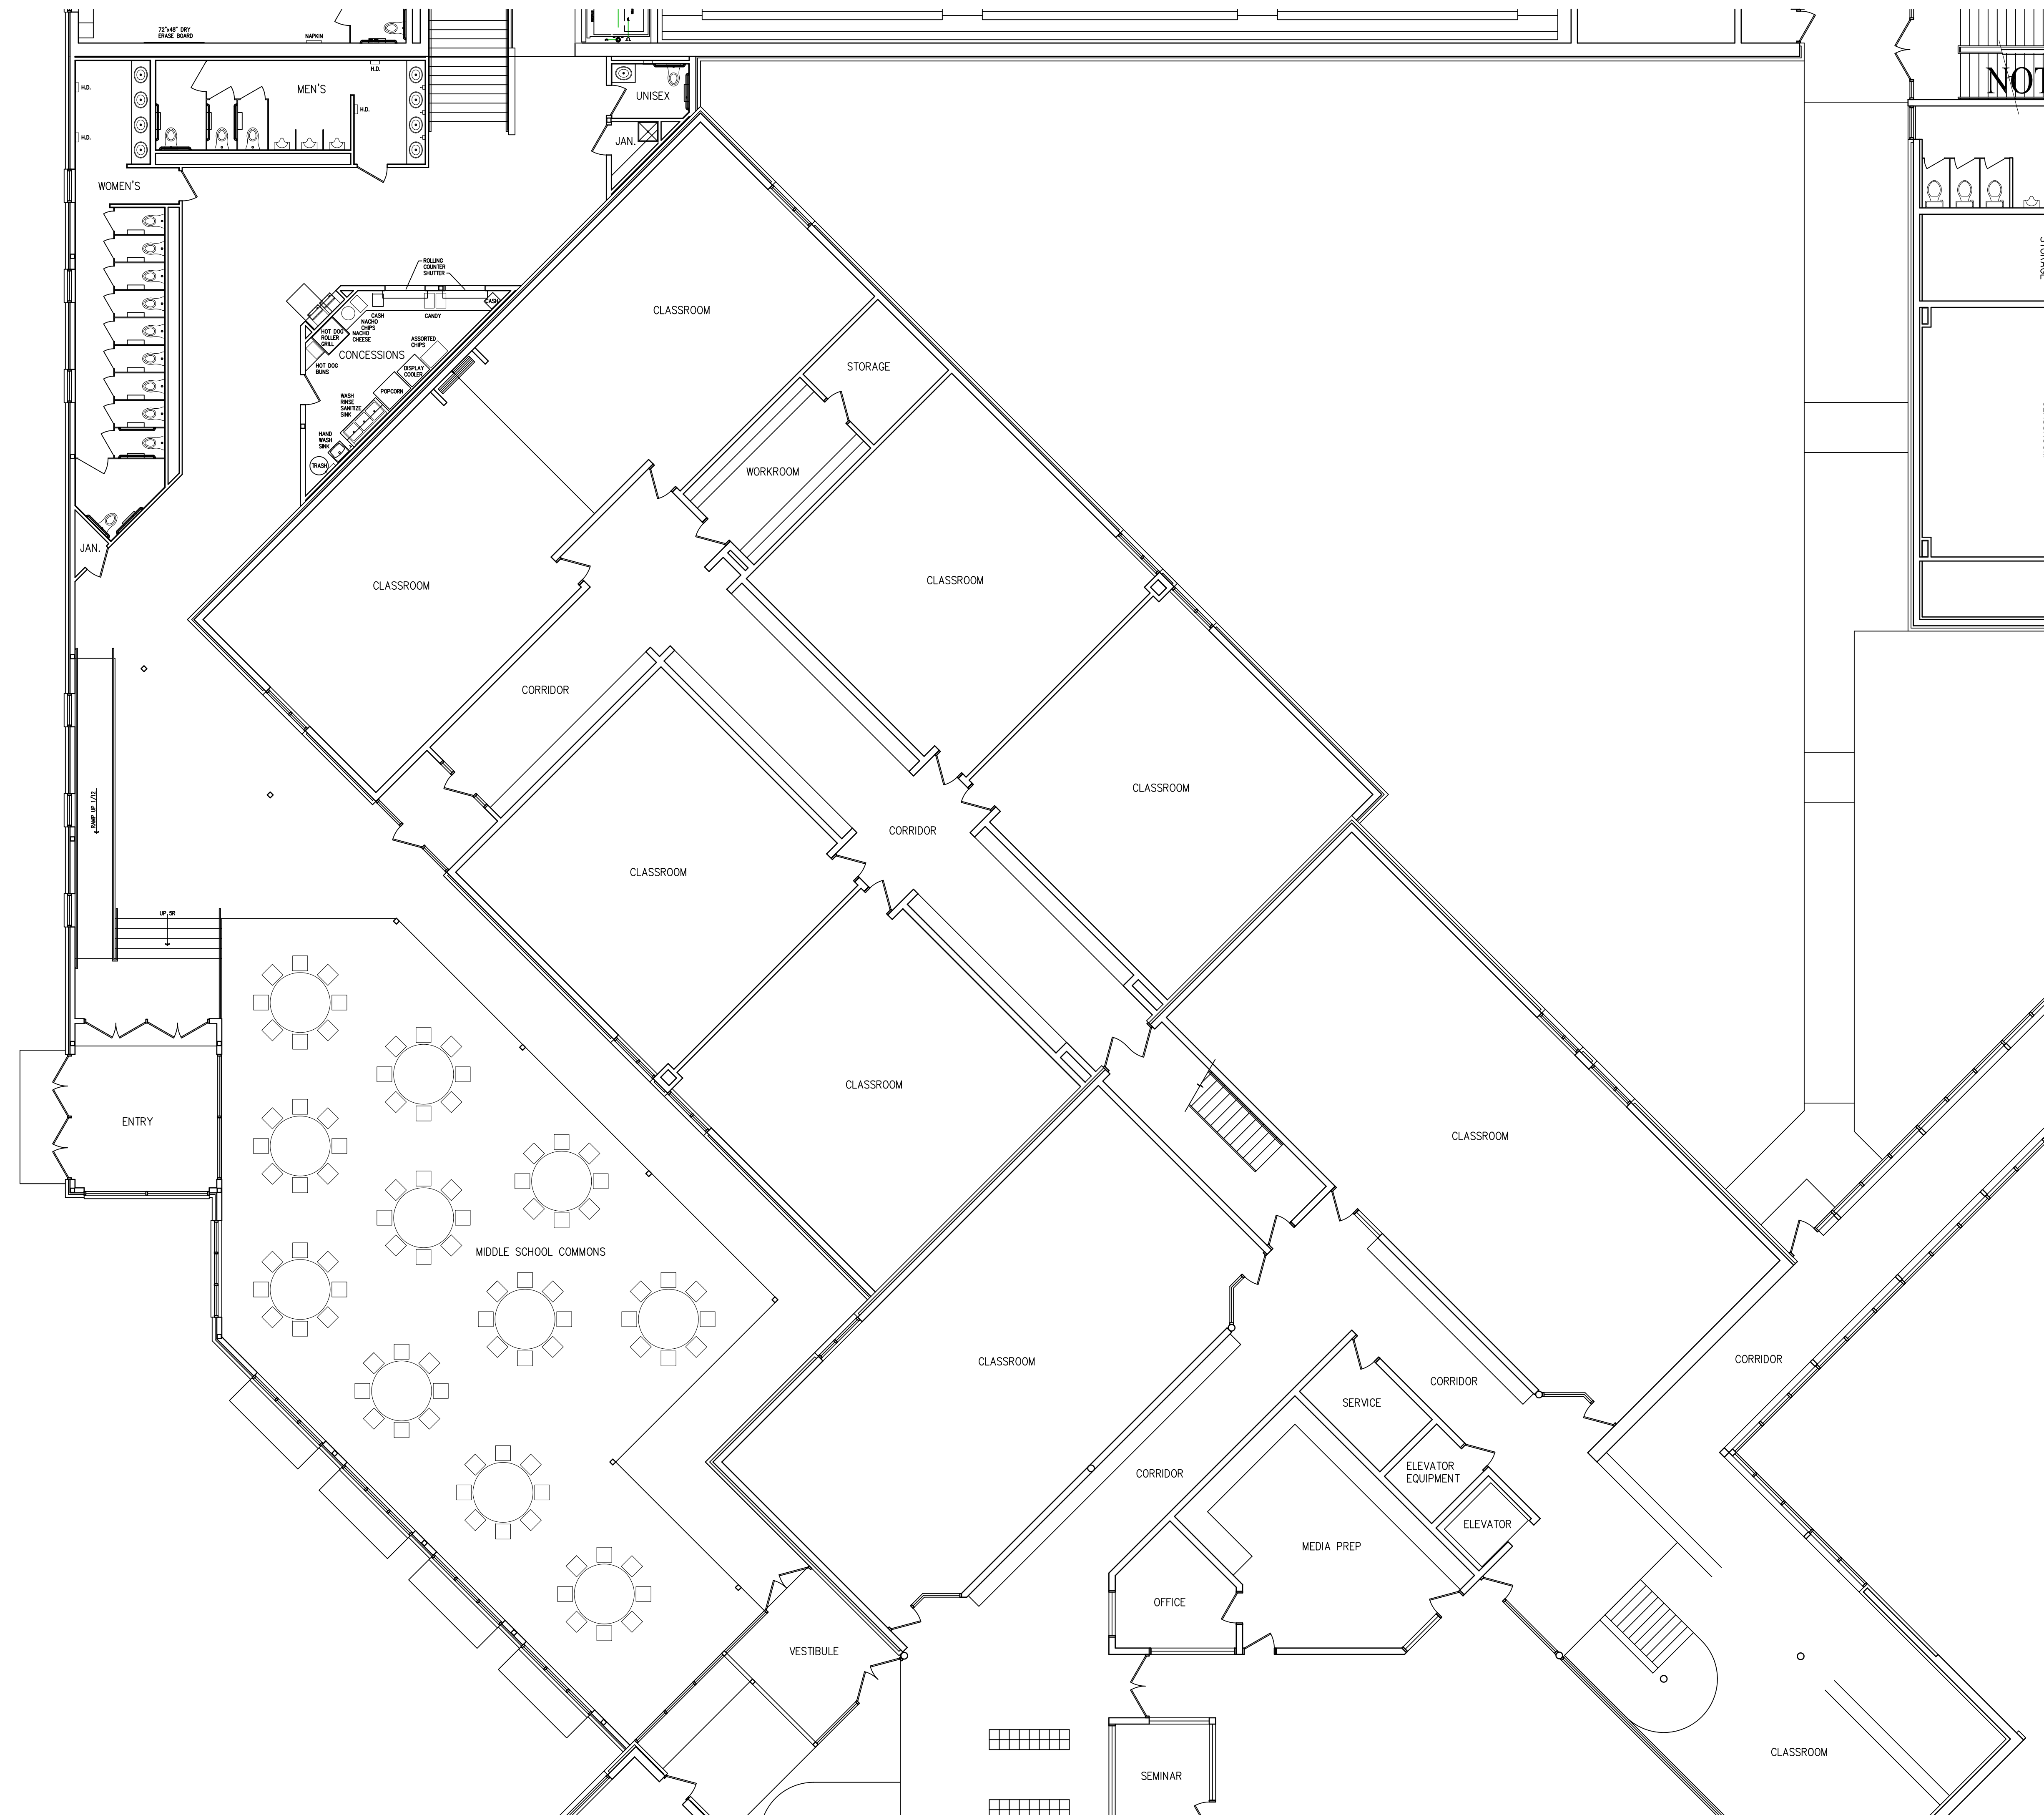 72"x48" DRY
ERASE BOARD
NAPKIN
H.D.
H.D.
MEN'S
H.D.
H.D.
UNISEX
JAN.
NOT
WOMEN'S
ROLLING
COUNTER
SHUTTER
CASH
CASH
CANDY
NACHO
CHIPS
HOT DOG
ROLLER
GRILL
NACHO
CHEESE
ASSORTED
CHIPS
CONCESSIONS
HOT DOG
BUNS
DISPLAY
COOLER
POPCORN
WASH
RINSE
SANITIZE
SINK
HAND
WASH
SINK
TRASH
CLASSROOM
STORAGE
STORAGE
WORKROOM
JAN.
CLASSROOM
CLASSROOM
CORRIDOR
CLASSROOM
RAMP UP 1/12
CORRIDOR
CLASSROOM
UP 5R
CLASSROOM
ENTRY
CLASSROOM
MIDDLE SCHOOL COMMONS
CLASSROOM
CORRIDOR
CORRIDOR
SERVICE
CORRIDOR
ELEVATOR
EQUIPMENT
ELEVATOR
MEDIA PREP
OFFICE
VESTIBULE
CLASSROOM
SEMINAR